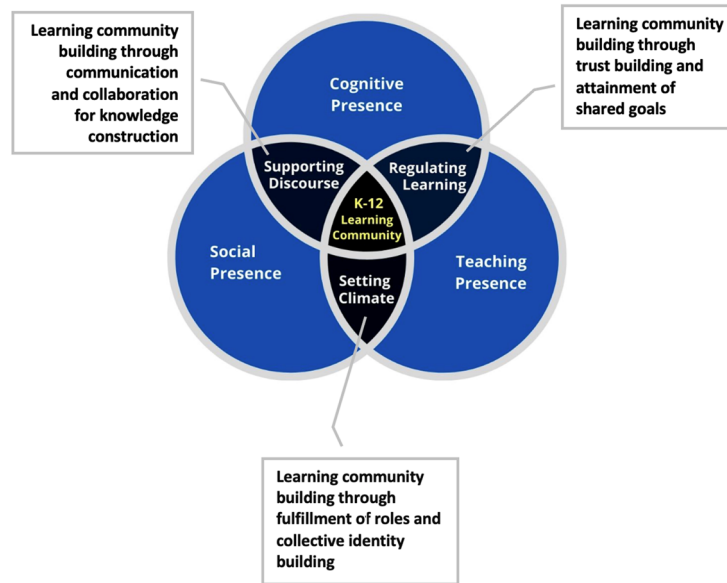 Learning community
building through
communication
and collaboration
for knowledge
construction
Learning community
building through
trust building and
attainment of
shared goals
Cognitive
Presence
Supporting
Discourse
Regulating
Learning
K-12
Learning
Community
Social
Presence
Teaching
Presence
Setting
Climate
Learning community
building through
fulfillment of roles and
collective identity
building